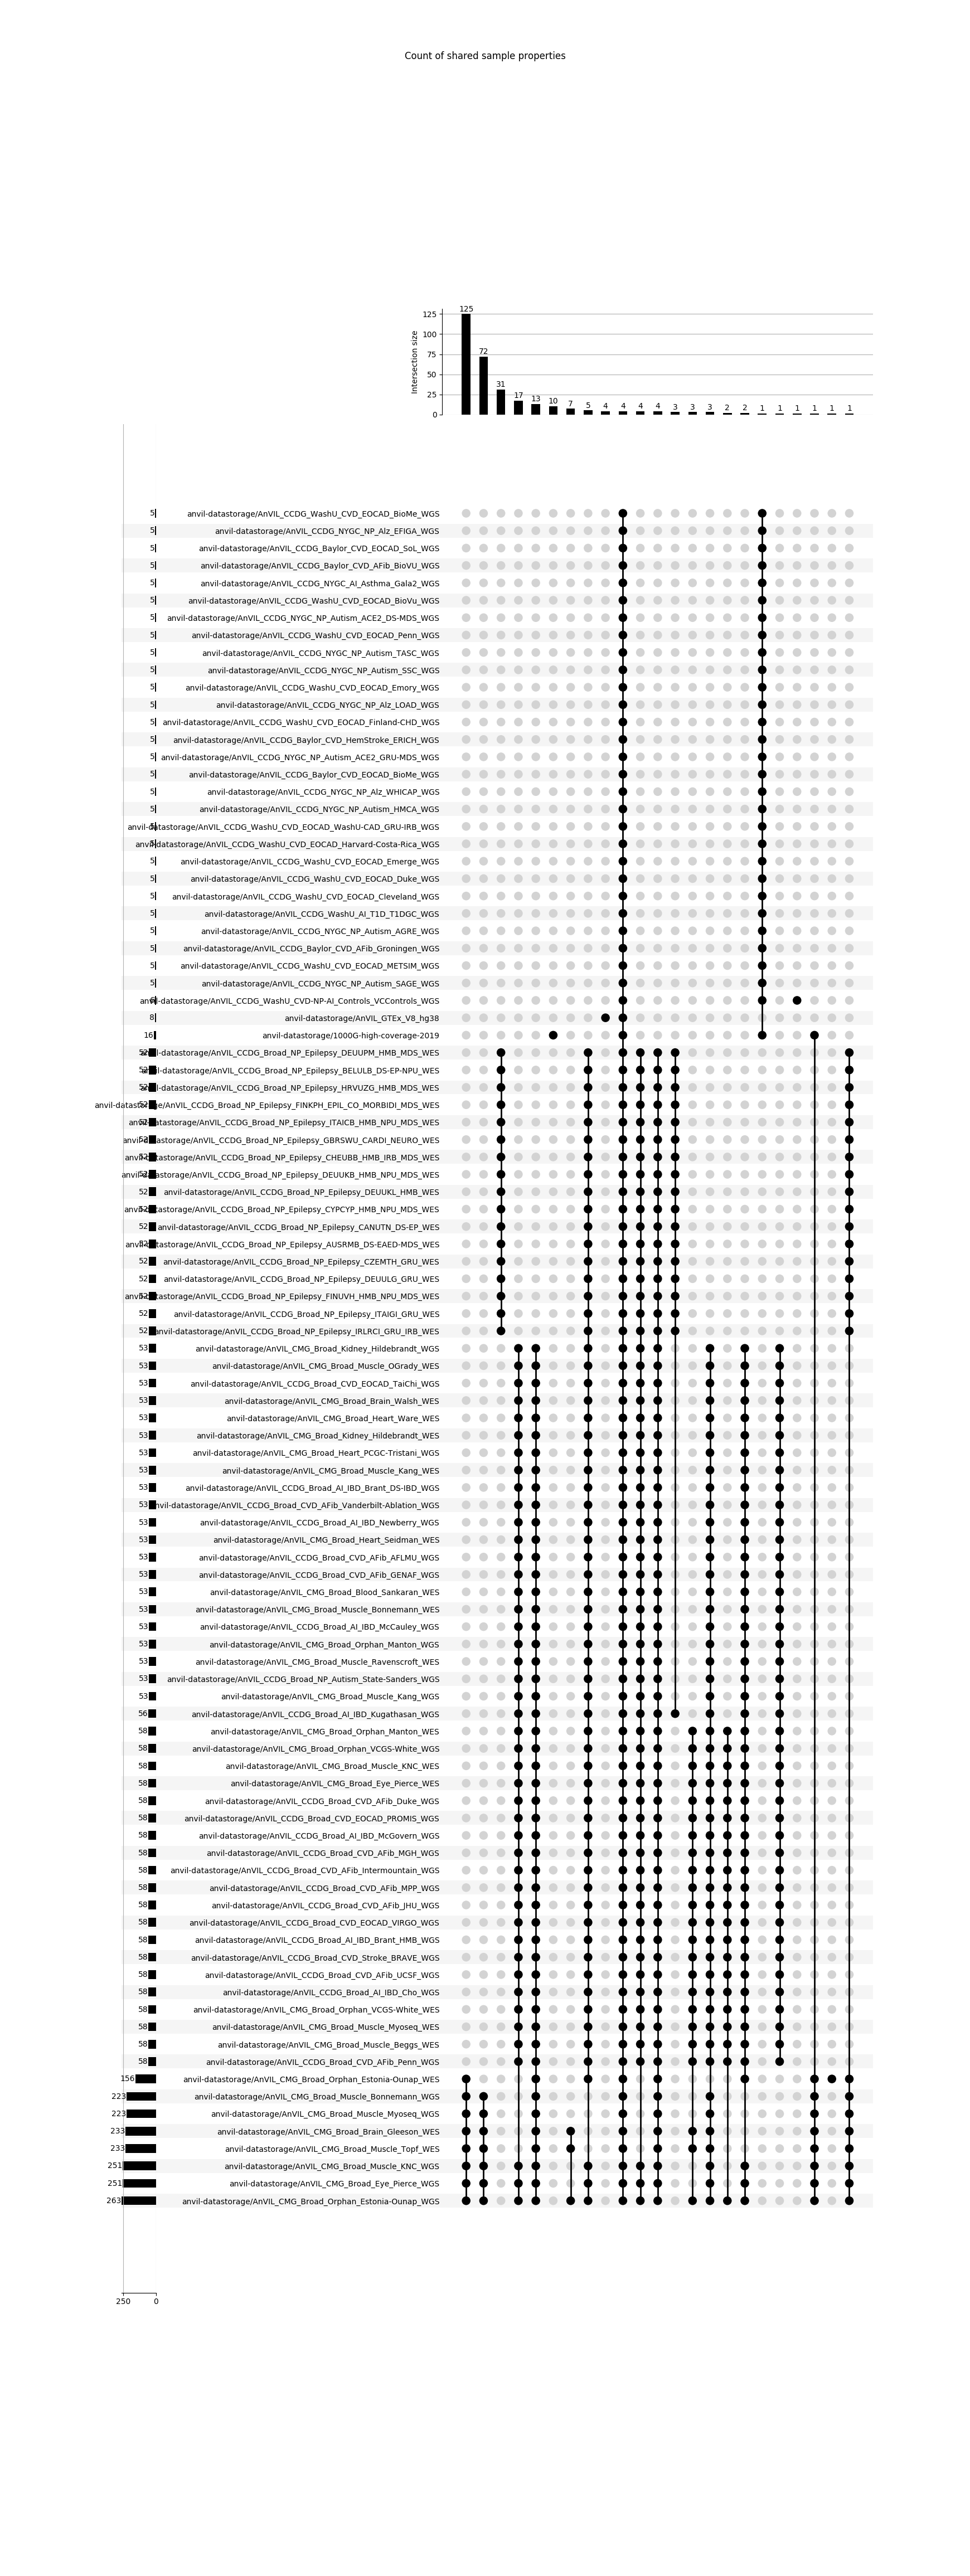 Count of shared sample properties
125
72
31
17
13
10
7
5
4
4
4
4
3
3
3
2
2
1
1
1
1
1
1
125
100
75
50
25
0
Intersection size
5 anvil-datastorage/AnVIL_CCDG_WashU_CVD_EOCAD_BioMe_WGS
5 anvil-datastorage/AnVIL_CCDG_NYGC_NP_Alz_EFIGA_WGS
5 anvil-datastorage/AnVIL_CCDG_Baylor_CVD_EOCAD_SoL_WGS
5 anvil-datastorage/AnVIL_CCDG_Baylor_CVD_AFib_BioVU_WGS
5 anvil-datastorage/AnVIL_CCDG_NYGC_AI_Asthma_Gala2_WGS
5 anvil-datastorage/AnVIL_CCDG_WashU_CVD_EOCAD_BioVu_WGS
5 anvil-datastorage/AnVIL_CCDG_NYGC_NP_Autism_ACE2_DS-MDS_WGS
5 anvil-datastorage/AnVIL_CCDG_WashU_CVD_EOCAD_Penn_WGS
5 anvil-datastorage/AnVIL_CCDG_NYGC_NP_Autism_TASC_WGS
5 anvil-datastorage/AnVIL_CCDG_NYGC_NP_Autism_SSC_WGS
5 anvil-datastorage/AnVIL_CCDG_WashU_CVD_EOCAD_Emory_WGS
5 anvil-datastorage/AnVIL_CCDG_NYGC_NP_Alz_LOAD_WGS
5 anvil-datastorage/AnVIL_CCDG_WashU_CVD_EOCAD_Finland-CHD_WGS
5 anvil-datastorage/AnVIL_CCDG_Baylor_CVD_HemStroke_ERICH_WGS
5 anvil-datastorage/AnVIL_CCDG_NYGC_NP_Autism_ACE2_GRU-MDS_WGS
5 anvil-datastorage/AnVIL_CCDG_Baylor_CVD_EOCAD_BioMe_WGS
5 anvil-datastorage/AnVIL_CCDG_NYGC_NP_Alz_WHICAP_WGS
5 anvil-datastorage/AnVIL_CCDG_NYGC_NP_Autism_HMCA_WGS
5 anvil-datastorage/AnVIL_CCDG_WashU_CVD_EOCAD_WashU-CAD_GRU-IRB_WGS
5 anvil-datastorage/AnVIL_CCDG_WashU_CVD_EOCAD_Harvard-Costa-Rica_WGS
5 anvil-datastorage/AnVIL_CCDG_WashU_CVD_EOCAD_Emerge_WGS
5 anvil-datastorage/AnVIL_CCDG_WashU_CVD_EOCAD_Duke_WGS
5 anvil-datastorage/AnVIL_CCDG_WashU_CVD_EOCAD_Cleveland_WGS
5 anvil-datastorage/AnVIL_CCDG_WashU_AI_T1D_T1DGC_WGS
5 anvil-datastorage/AnVIL_CCDG_NYGC_NP_Autism_AGRE_WGS
5 anvil-datastorage/AnVIL_CCDG_Baylor_CVD_AFib_Groningen_WGS
5 anvil-datastorage/AnVIL_CCDG_WashU_CVD_EOCAD_METSIM_WGS
5 anvil-datastorage/AnVIL_CCDG_NYGC_NP_Autism_SAGE_WGS
6 anvil-datastorage/AnVIL_CCDG_WashU_CVD-NP-AI_Controls_VCControls_WGS
8 anvil-datastorage/AnVIL_GTEx_V8_hg38
16 anvil-datastorage/1000G-high-coverage-2019
52 anvil-datastorage/AnVIL_CCDG_Broad_NP_Epilepsy_DEUUPM_HMB_MDS_WES
52 anvil-datastorage/AnVIL_CCDG_Broad_NP_Epilepsy_BELULB_DS-EP-NPU_WES
52 anvil-datastorage/AnVIL_CCDG_Broad_NP_Epilepsy_HRVUZG_HMB_MDS_WES
52 anvil-datastorage/AnVIL_CCDG_Broad_NP_Epilepsy_FINKPH_EPIL_CO_MORBIDI_MDS_WES
52 anvil-datastorage/AnVIL_CCDG_Broad_NP_Epilepsy_ITAICB_HMB_NPU_MDS_WES
52 anvil-datastorage/AnVIL_CCDG_Broad_NP_Epilepsy_GBRSWU_CARDI_NEURO_WES
52 anvil-datastorage/AnVIL_CCDG_Broad_NP_Epilepsy_CHEUBB_HMB_IRB_MDS_WES
52 anvil-datastorage/AnVIL_CCDG_Broad_NP_Epilepsy_DEUUKB_HMB_NPU_MDS_WES
52 anvil-datastorage/AnVIL_CCDG_Broad_NP_Epilepsy_DEUUKL_HMB_WES
52 anvil-datastorage/AnVIL_CCDG_Broad_NP_Epilepsy_CYPCYP_HMB_NPU_MDS_WES
52 anvil-datastorage/AnVIL_CCDG_Broad_NP_Epilepsy_CANUTN_DS-EP_WES
52 anvil-datastorage/AnVIL_CCDG_Broad_NP_Epilepsy_AUSRMB_DS-EAED-MDS_WES
52 anvil-datastorage/AnVIL_CCDG_Broad_NP_Epilepsy_CZEMTH_GRU_WES
52 anvil-datastorage/AnVIL_CCDG_Broad_NP_Epilepsy_DEUULG_GRU_WES
52 anvil-datastorage/AnVIL_CCDG_Broad_NP_Epilepsy_FINUVH_HMB_NPU_MDS_WES
52 anvil-datastorage/AnVIL_CCDG_Broad_NP_Epilepsy_ITAIGI_GRU_WES
52 anvil-datastorage/AnVIL_CCDG_Broad_NP_Epilepsy_IRLRCI_GRU_IRB_WES
53 anvil-datastorage/AnVIL_CMG_Broad_Kidney_Hildebrandt_WGS
53 anvil-datastorage/AnVIL_CMG_Broad_Muscle_OGrady_WES
53 anvil-datastorage/AnVIL_CCDG_Broad_CVD_EOCAD_TaiChi_WGS
53 anvil-datastorage/AnVIL_CMG_Broad_Brain_Walsh_WES
53 anvil-datastorage/AnVIL_CMG_Broad_Heart_Ware_WES
53 anvil-datastorage/AnVIL_CMG_Broad_Kidney_Hildebrandt_WES
53 anvil-datastorage/AnVIL_CMG_Broad_Heart_PCGC-Tristani_WGS
53 anvil-datastorage/AnVIL_CMG_Broad_Muscle_Kang_WES
53 anvil-datastorage/AnVIL_CCDG_Broad_AI_IBD_Brant_DS-IBD_WGS
53 anvil-datastorage/AnVIL_CCDG_Broad_CVD_AFib_Vanderbilt-Ablation_WGS
53 anvil-datastorage/AnVIL_CCDG_Broad_AI_IBD_Newberry_WGS
53 anvil-datastorage/AnVIL_CMG_Broad_Heart_Seidman_WES
53 anvil-datastorage/AnVIL_CCDG_Broad_CVD_AFib_AFLMU_WGS
53 anvil-datastorage/AnVIL_CCDG_Broad_CVD_AFib_GENAF_WGS
53 anvil-datastorage/AnVIL_CMG_Broad_Blood_Sankaran_WES
53 anvil-datastorage/AnVIL_CMG_Broad_Muscle_Bonnemann_WES
53 anvil-datastorage/AnVIL_CCDG_Broad_AI_IBD_McCauley_WGS
53 anvil-datastorage/AnVIL_CMG_Broad_Orphan_Manton_WGS
53 anvil-datastorage/AnVIL_CMG_Broad_Muscle_Ravenscroft_WES
53 anvil-datastorage/AnVIL_CCDG_Broad_NP_Autism_State-Sanders_WGS
53 anvil-datastorage/AnVIL_CMG_Broad_Muscle_Kang_WGS
56 anvil-datastorage/AnVIL_CCDG_Broad_AI_IBD_Kugathasan_WGS
58 anvil-datastorage/AnVIL_CMG_Broad_Orphan_Manton_WES
58 anvil-datastorage/AnVIL_CMG_Broad_Orphan_VCGS-White_WGS
58 anvil-datastorage/AnVIL_CMG_Broad_Muscle_KNC_WES
58 anvil-datastorage/AnVIL_CMG_Broad_Eye_Pierce_WES
58 anvil-datastorage/AnVIL_CCDG_Broad_CVD_AFib_Duke_WGS
58 anvil-datastorage/AnVIL_CCDG_Broad_CVD_EOCAD_PROMIS_WGS
58 anvil-datastorage/AnVIL_CCDG_Broad_AI_IBD_McGovern_WGS
58 anvil-datastorage/AnVIL_CCDG_Broad_CVD_AFib_MGH_WGS
58 anvil-datastorage/AnVIL_CCDG_Broad_CVD_AFib_Intermountain_WGS
58 anvil-datastorage/AnVIL_CCDG_Broad_CVD_AFib_MPP_WGS
58 anvil-datastorage/AnVIL_CCDG_Broad_CVD_AFib_JHU_WGS
58 anvil-datastorage/AnVIL_CCDG_Broad_CVD_EOCAD_VIRGO_WGS
58 anvil-datastorage/AnVIL_CCDG_Broad_AI_IBD_Brant_HMB_WGS
58 anvil-datastorage/AnVIL_CCDG_Broad_CVD_Stroke_BRAVE_WGS
58 anvil-datastorage/AnVIL_CCDG_Broad_CVD_AFib_UCSF_WGS
58 anvil-datastorage/AnVIL_CCDG_Broad_AI_IBD_Cho_WGS
58 anvil-datastorage/AnVIL_CMG_Broad_Orphan_VCGS-White_WES
58 anvil-datastorage/AnVIL_CMG_Broad_Muscle_Myoseq_WES
58 anvil-datastorage/AnVIL_CMG_Broad_Muscle_Beggs_WES
58 anvil-datastorage/AnVIL_CCDG_Broad_CVD_AFib_Penn_WGS
156 anvil-datastorage/AnVIL_CMG_Broad_Orphan_Estonia-Ounap_WES
223 anvil-datastorage/AnVIL_CMG_Broad_Muscle_Bonnemann_WGS
223 anvil-datastorage/AnVIL_CMG_Broad_Muscle_Myoseq_WGS
233 anvil-datastorage/AnVIL_CMG_Broad_Brain_Gleeson_WES
233 anvil-datastorage/AnVIL_CMG_Broad_Muscle_Topf_WES
251 anvil-datastorage/AnVIL_CMG_Broad_Muscle_KNC_WGS
251 anvil-datastorage/AnVIL_CMG_Broad_Eye_Pierce_WGS
263 anvil-datastorage/AnVIL_CMG_Broad_Orphan_Estonia-Ounap_WGS
250 0